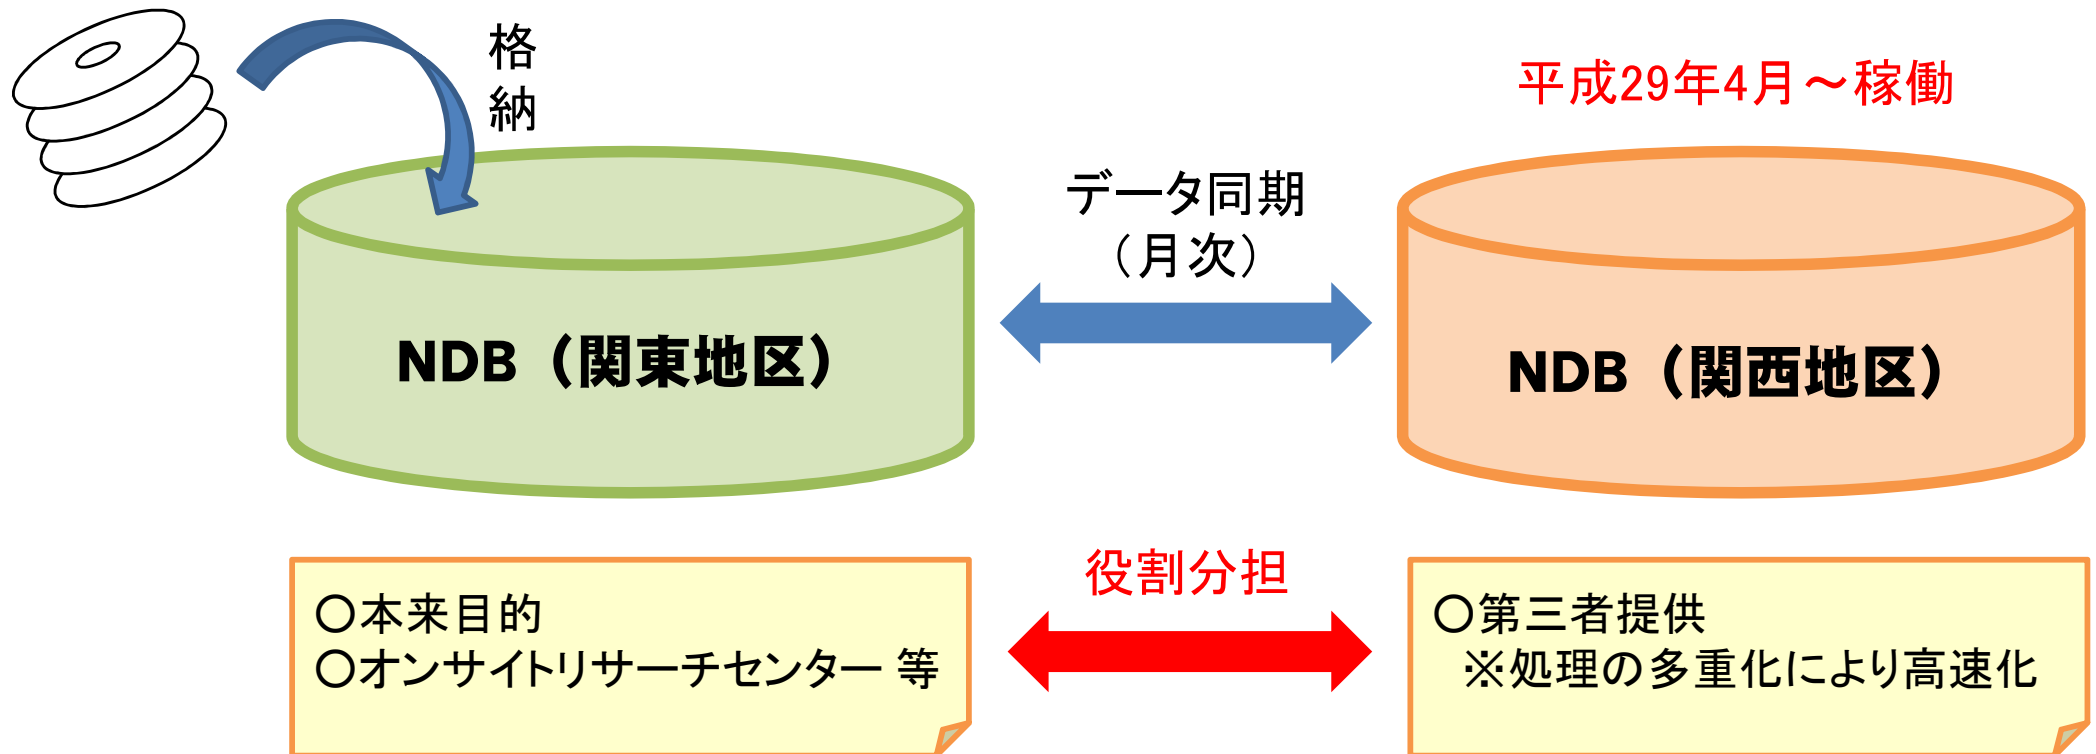 格納
平成29年4月～稼働
データ同期
（月次）
NDB（関東地区）
NDB（関西地区）
役割分担
〇本来目的
〇オンサイトリサーチセンター 等
〇第三者提供
※処理の多重化により高速化